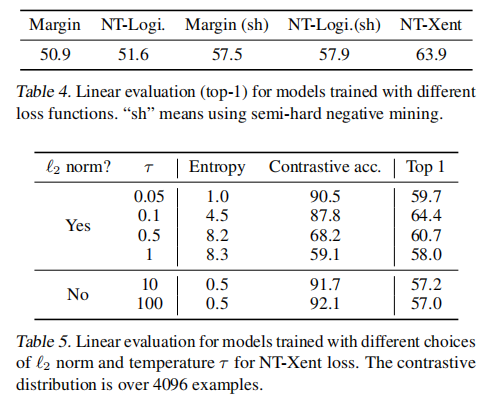 Margin NT-Logi. Margin (sh) NT-Logi.(sh) NT-Xent
50.9 51.6 57.5 57.9 63.9
Table 4. Linear evaluation (top-1) for models trained with different
loss functions. “sh” means using semi-hard negative mining.
ℓ2 norm? τ Entropy Contrastive acc. Top 1
Yes
0.05 1.0 90.5 59.7
0.1 4.5 87.8 64.4
0.5 8.2 68.2 60.7
1 8.3 59.1 58.0
No
10 0.5 91.7 57.2
100 0.5 92.1 57.0
Table 5. Linear evaluation for models trained with different choices
of ℓ2 norm and temperature τ for NT-Xent loss. The contrastive
distribution is over 4096 examples.